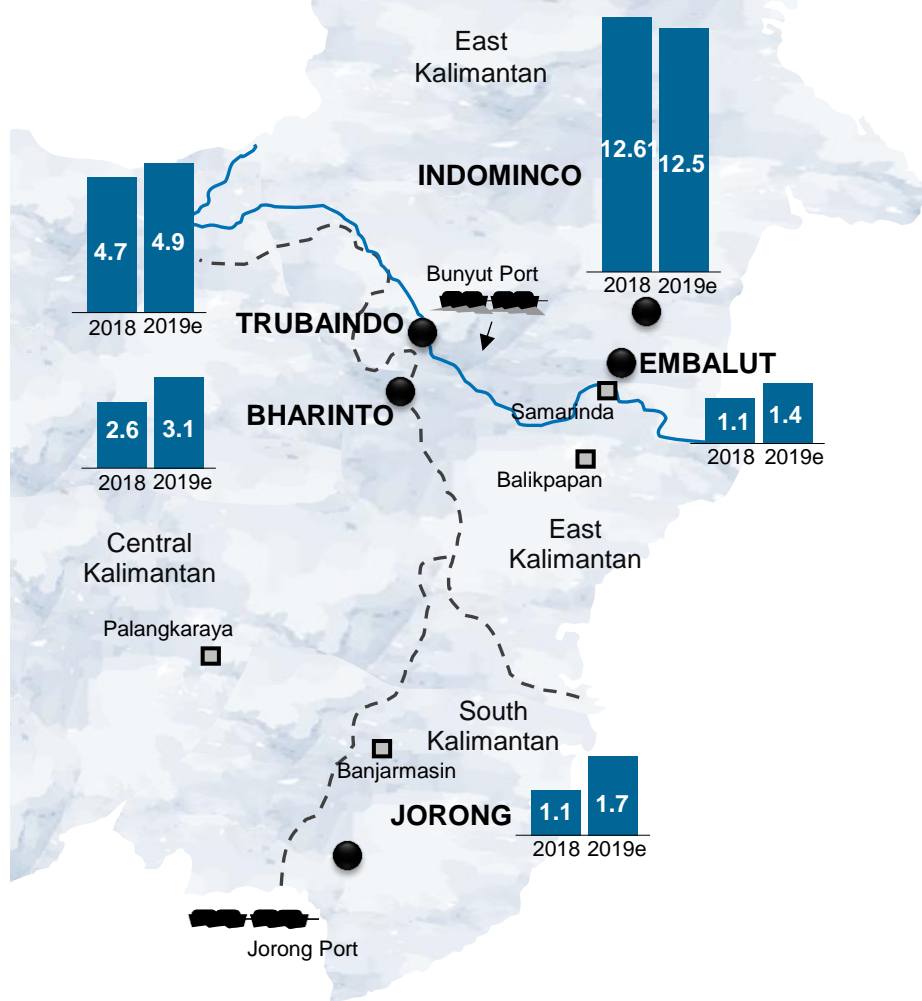 East
Kalimantan
12.6
12.5
INDOMINCO
2018
2019e
4.7
4.9
2018
2019e
Bunyut Port
TRUBAINDO
EMBALUT
BHARINTO
Samarinda
1.1
1.4
2018
2019e
2.6
3.1
2018
2019e
Balikpapan
East
Kalimantan
Central
Kalimantan
Palangkaraya
South
Kalimantan
Banjarmasin
JORONG
1.1
1.7
2018
2019e
Jorong Port